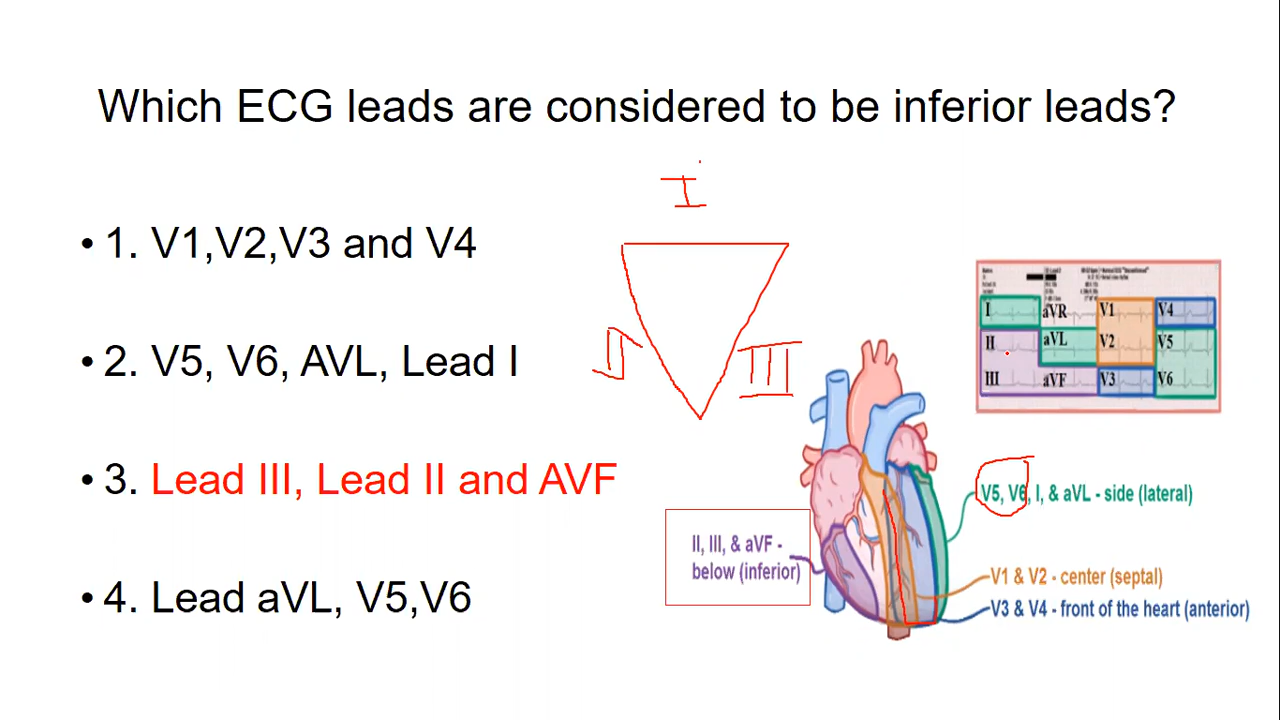 Which ECG leads are considered to be inferior leads?
I
• 1. V1,V2,V3 and V4
• 2. V5, V6, AVL, Lead I
II
III
• 3. Lead III, Lead II and AVF
• 4. Lead aVL, V5,V6
I aVR V1 V4
II aVL V2 V5
III aVF V3 V6
V5, V6, I, & aVL - side (lateral)
II, III, & aVF -
below (inferior)
V1 & V2 - center (septal)
V3 & V4 - front of the heart (anterior)